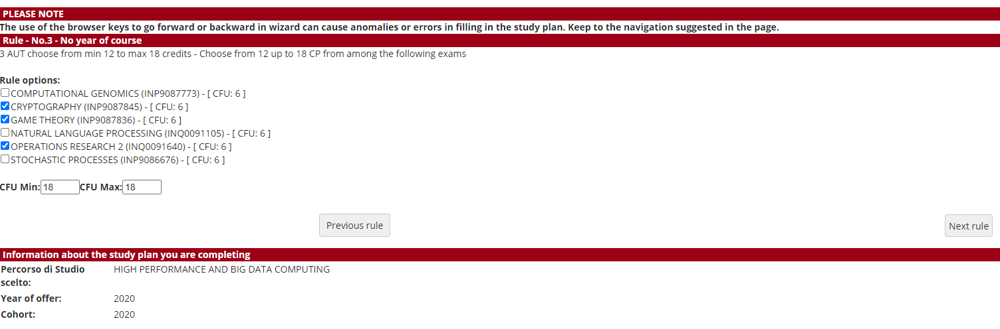 PLEASE NOTE
The use of the browser keys to go forward or backward in wizard can cause anomalies or errors in filling in the study plan. Keep to the navigation suggested in the page.
Rule - No.3 - No year of course
3 AUT choose from min 12 to max 18 credits - Choose from 12 up to 18 CP from among the following exams
Rule options:
COMPUTATIONAL GENOMICS (INP9087773) - [ CFU: 6 ]
CRYPTOGRAPHY (INP9087845) - [ CFU: 6 ]
GAME THEORY (INP9087836) - [ CFU: 6 ]
NATURAL LANGUAGE PROCESSING (INQ0091105) - [ CFU: 6 ]
OPERATIONS RESEARCH 2 (INQ0091640) - [ CFU: 6 ]
STOCHASTIC PROCESSES (INP9086676) - [ CFU: 6 ]
CFU Min: 18 CFU Max: 18
Previous rule Next rule
Information about the study plan you are completing
Percorso di Studio HIGH PERFORMANCE AND BIG DATA COMPUTING
scelto:
Year of offer: 2020
Cohort: 2020